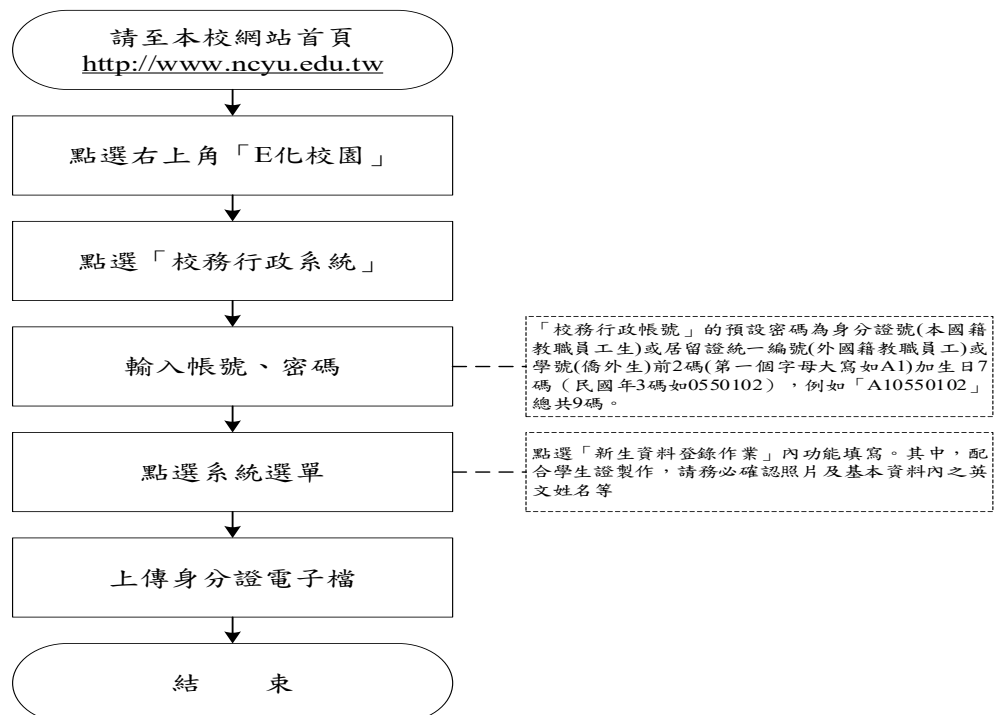 請至本校網站首頁
http://www.ncyu.edu.tw
點選右上角「E化校園」
點選「校務行政系統」
輸入帳號、密碼
「校務行政帳號」的預設密碼為身分證號(本國籍
教職員工生)或居留證統一編號(外國籍教職員工)或
學號(僑外生)前2碼(第一個字母大寫如A1)加生日7
碼（民國年3碼如0550102），例如「A10550102」
總共9碼。
點選系統選單
點選「新生資料登錄作業」內功能填寫。其中，配
合學生證製作，請務必確認照片及基本資料內之英
文姓名等
上傳身分證電子檔
結 束